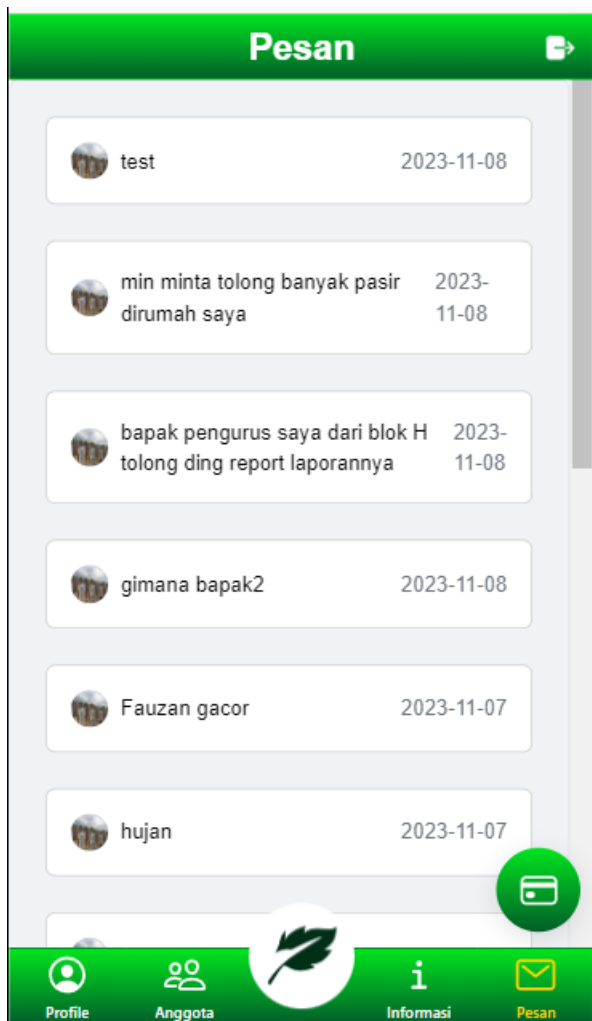 Pesan
test 2023-11-08
min minta tolong banyak pasir 2023-
dirumah saya 11-08
bapak pengurus saya dari blok H 2023-
tolong ding report laporannya 11-08
gimana bapak2 2023-11-08
Fauzan gacor 2023-11-07
hujan 2023-11-07
Profile Anggota Informasi Pesan